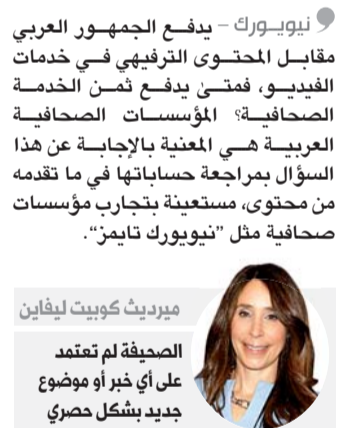 نيويورك – يدفع الجمهور العربي
مقابل المحتوى الترفيهي في خدمات
الفيديو، فمتى يدفع ثمن الخدمة
الصحافية؟ المؤسسات الصحافية
العربية هي المعنية بالإجابة عن هذا
السؤال بمراجعة حساباتها في ما تقدمه
من محتوى، مستعينة بتجارب مؤسسات
صحافية مثل ”نيويورك تايمز“.
ميرديث كوبيت ليفاين
الصحيفة لم تعتمد
على أي خبر أو موضوع
جديد بشكل حصري